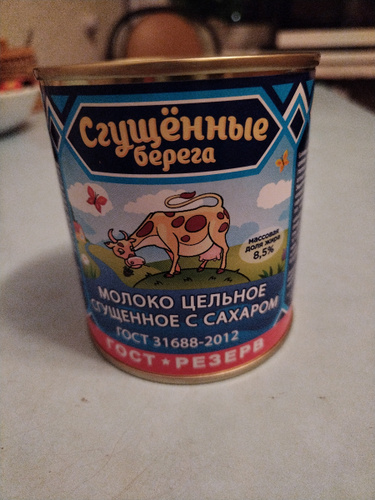 Сгущённые
берега
массовая
доля жира
8,5%
МОЛОКО ЦЕЛЬНОЕ
СГУЩЕННОЕ С САХАРОМ
ГОСТ 31688-2012
ГОСТ★РЕЗЕРВ